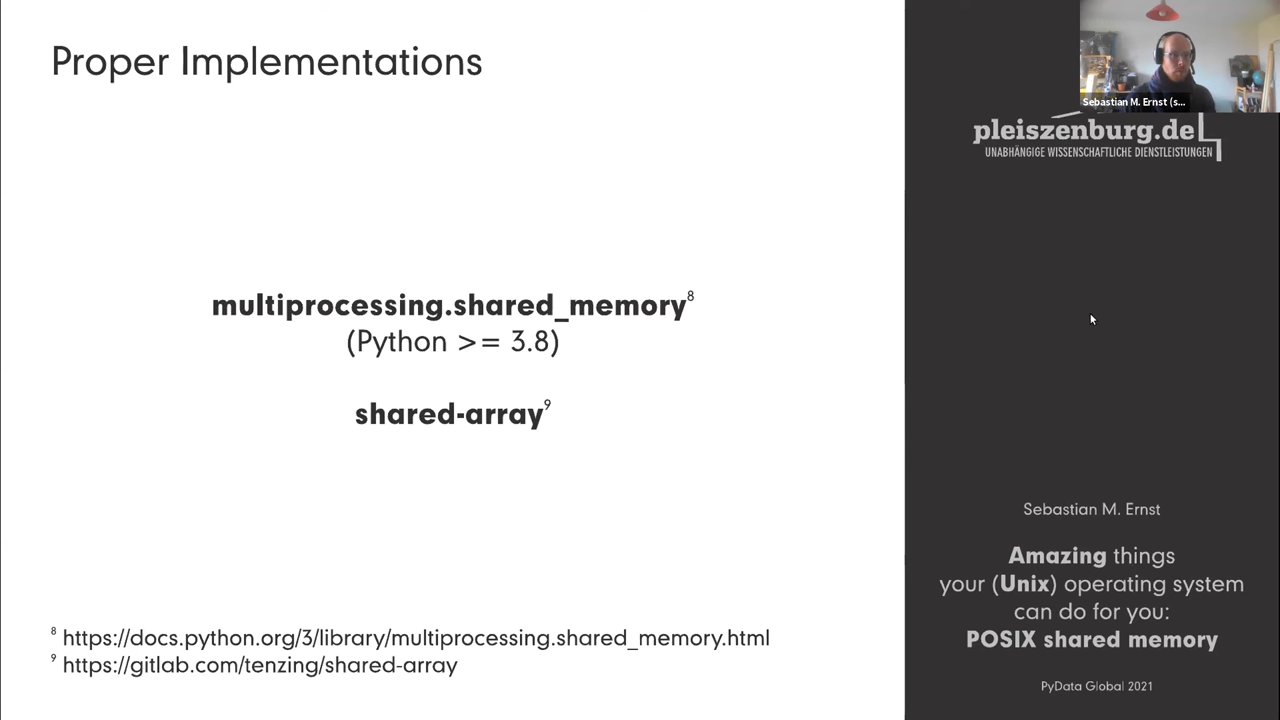 Proper Implementations
multiprocessing.shared_memory⁸
(Python >= 3.8)
shared-array⁹
⁸ https://docs.python.org/3/library/multiprocessing.shared_memory.html
⁹ https://gitlab.com/tenzing/shared-array
Sebastian M. Ernst (s...
pleiszenburg.de
UNABHÄNGIGE WISSENSCHAFTLICHE DIENSTLEISTUNGEN
Sebastian M. Ernst
Amazing things
your (Unix) operating system
can do for you:
POSIX shared memory
PyData Global 2021